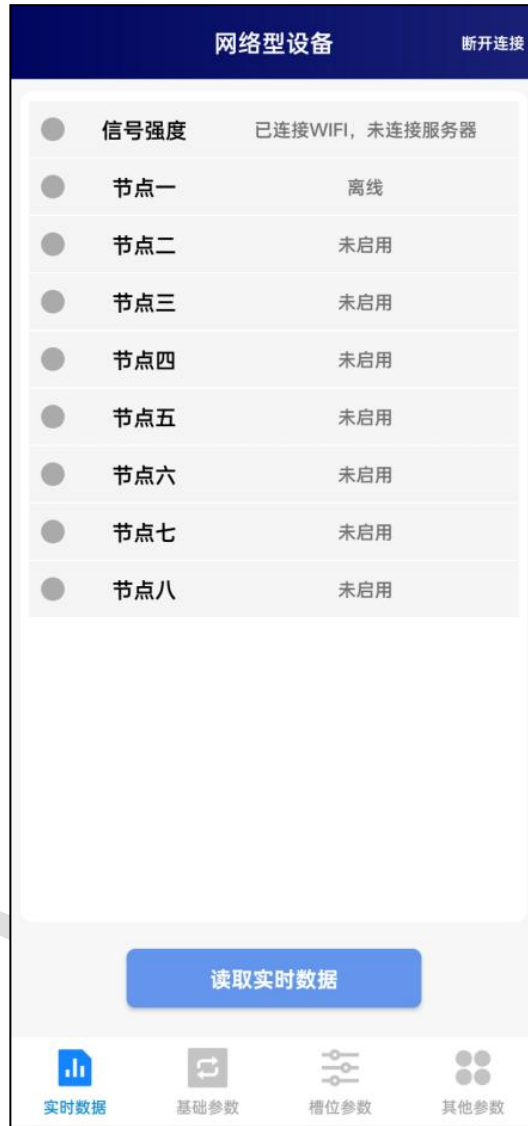 网络型设备 断开连接
信号强度 已连接WIFI，未连接服务器
节点一 离线
节点二 未启用
节点三 未启用
节点四 未启用
节点五 未启用
节点六 未启用
节点七 未启用
节点八 未启用
读取实时数据
实时数据 基础参数 槽位参数 其他参数